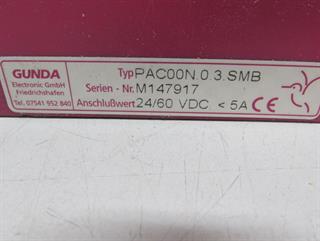 GUNDA
Electronic GmbH
Friedrichshafen
Tel. 07541 952 840
Typ PAC00N.0.3.SMB
Serien - Nr. M147917
Anschlußwert 24/60 VDC < 5A CE